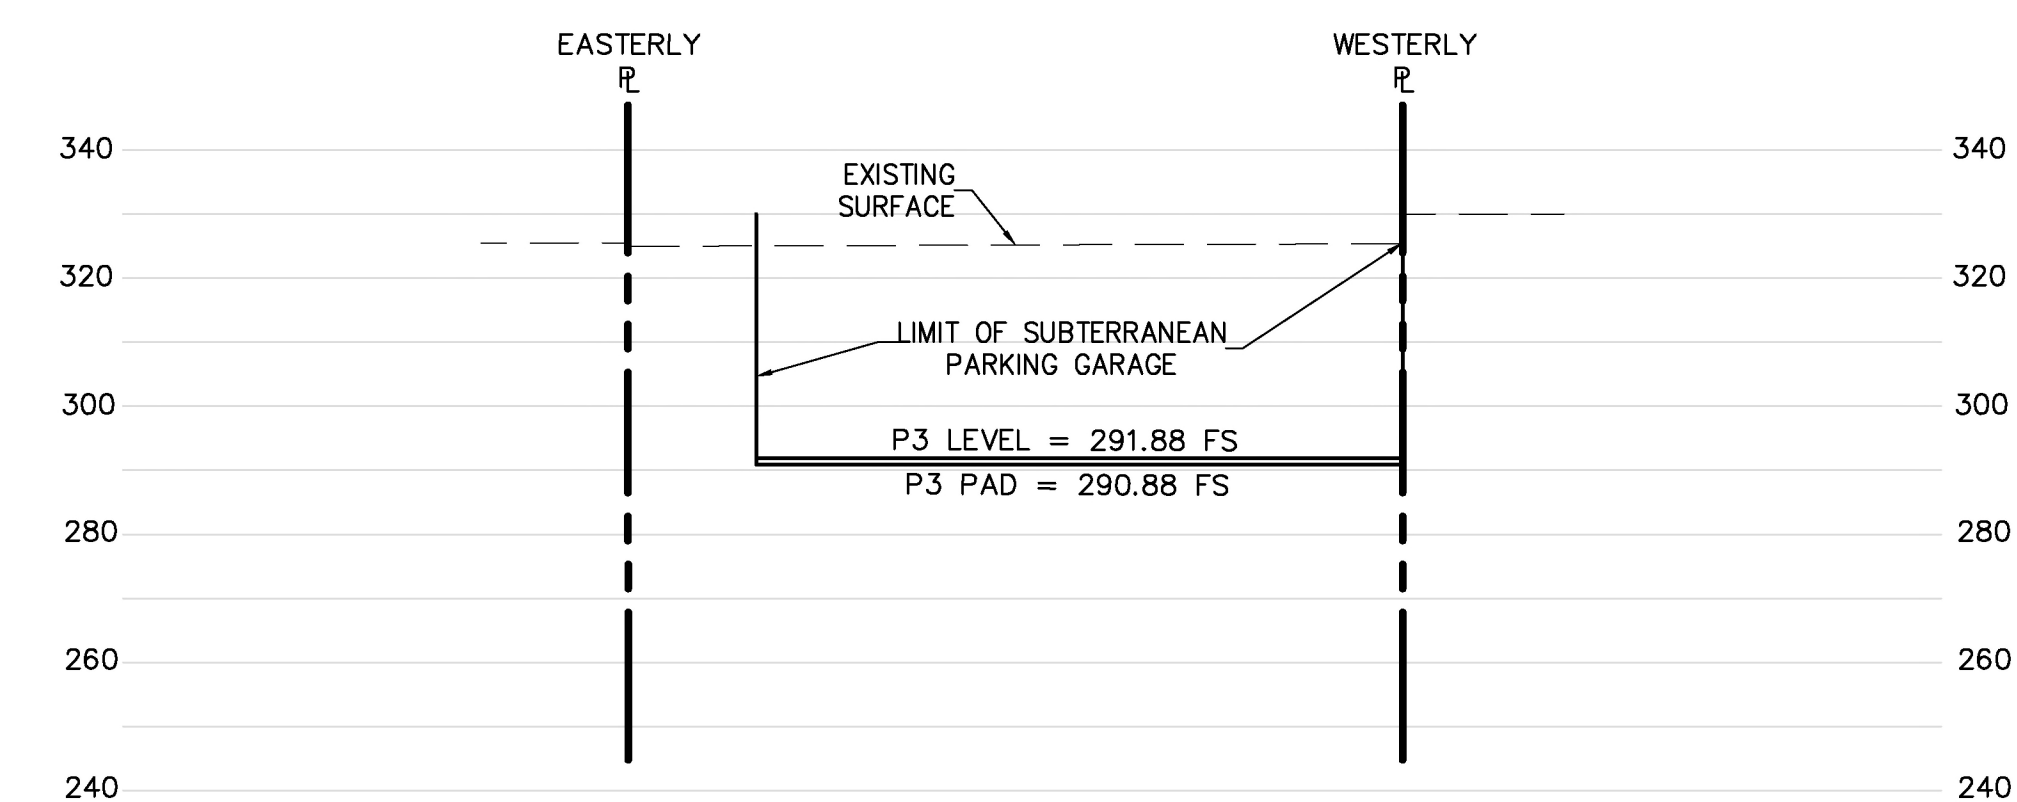 EASTERLY
PL
WESTERLY
PL
340
340
EXISTING
SURFACE
320
320
LIMIT OF SUBTERRANEAN
PARKING GARAGE
300
300
P3 LEVEL = 291.88 FS
P3 PAD = 290.88 FS
280
280
260
260
240
240